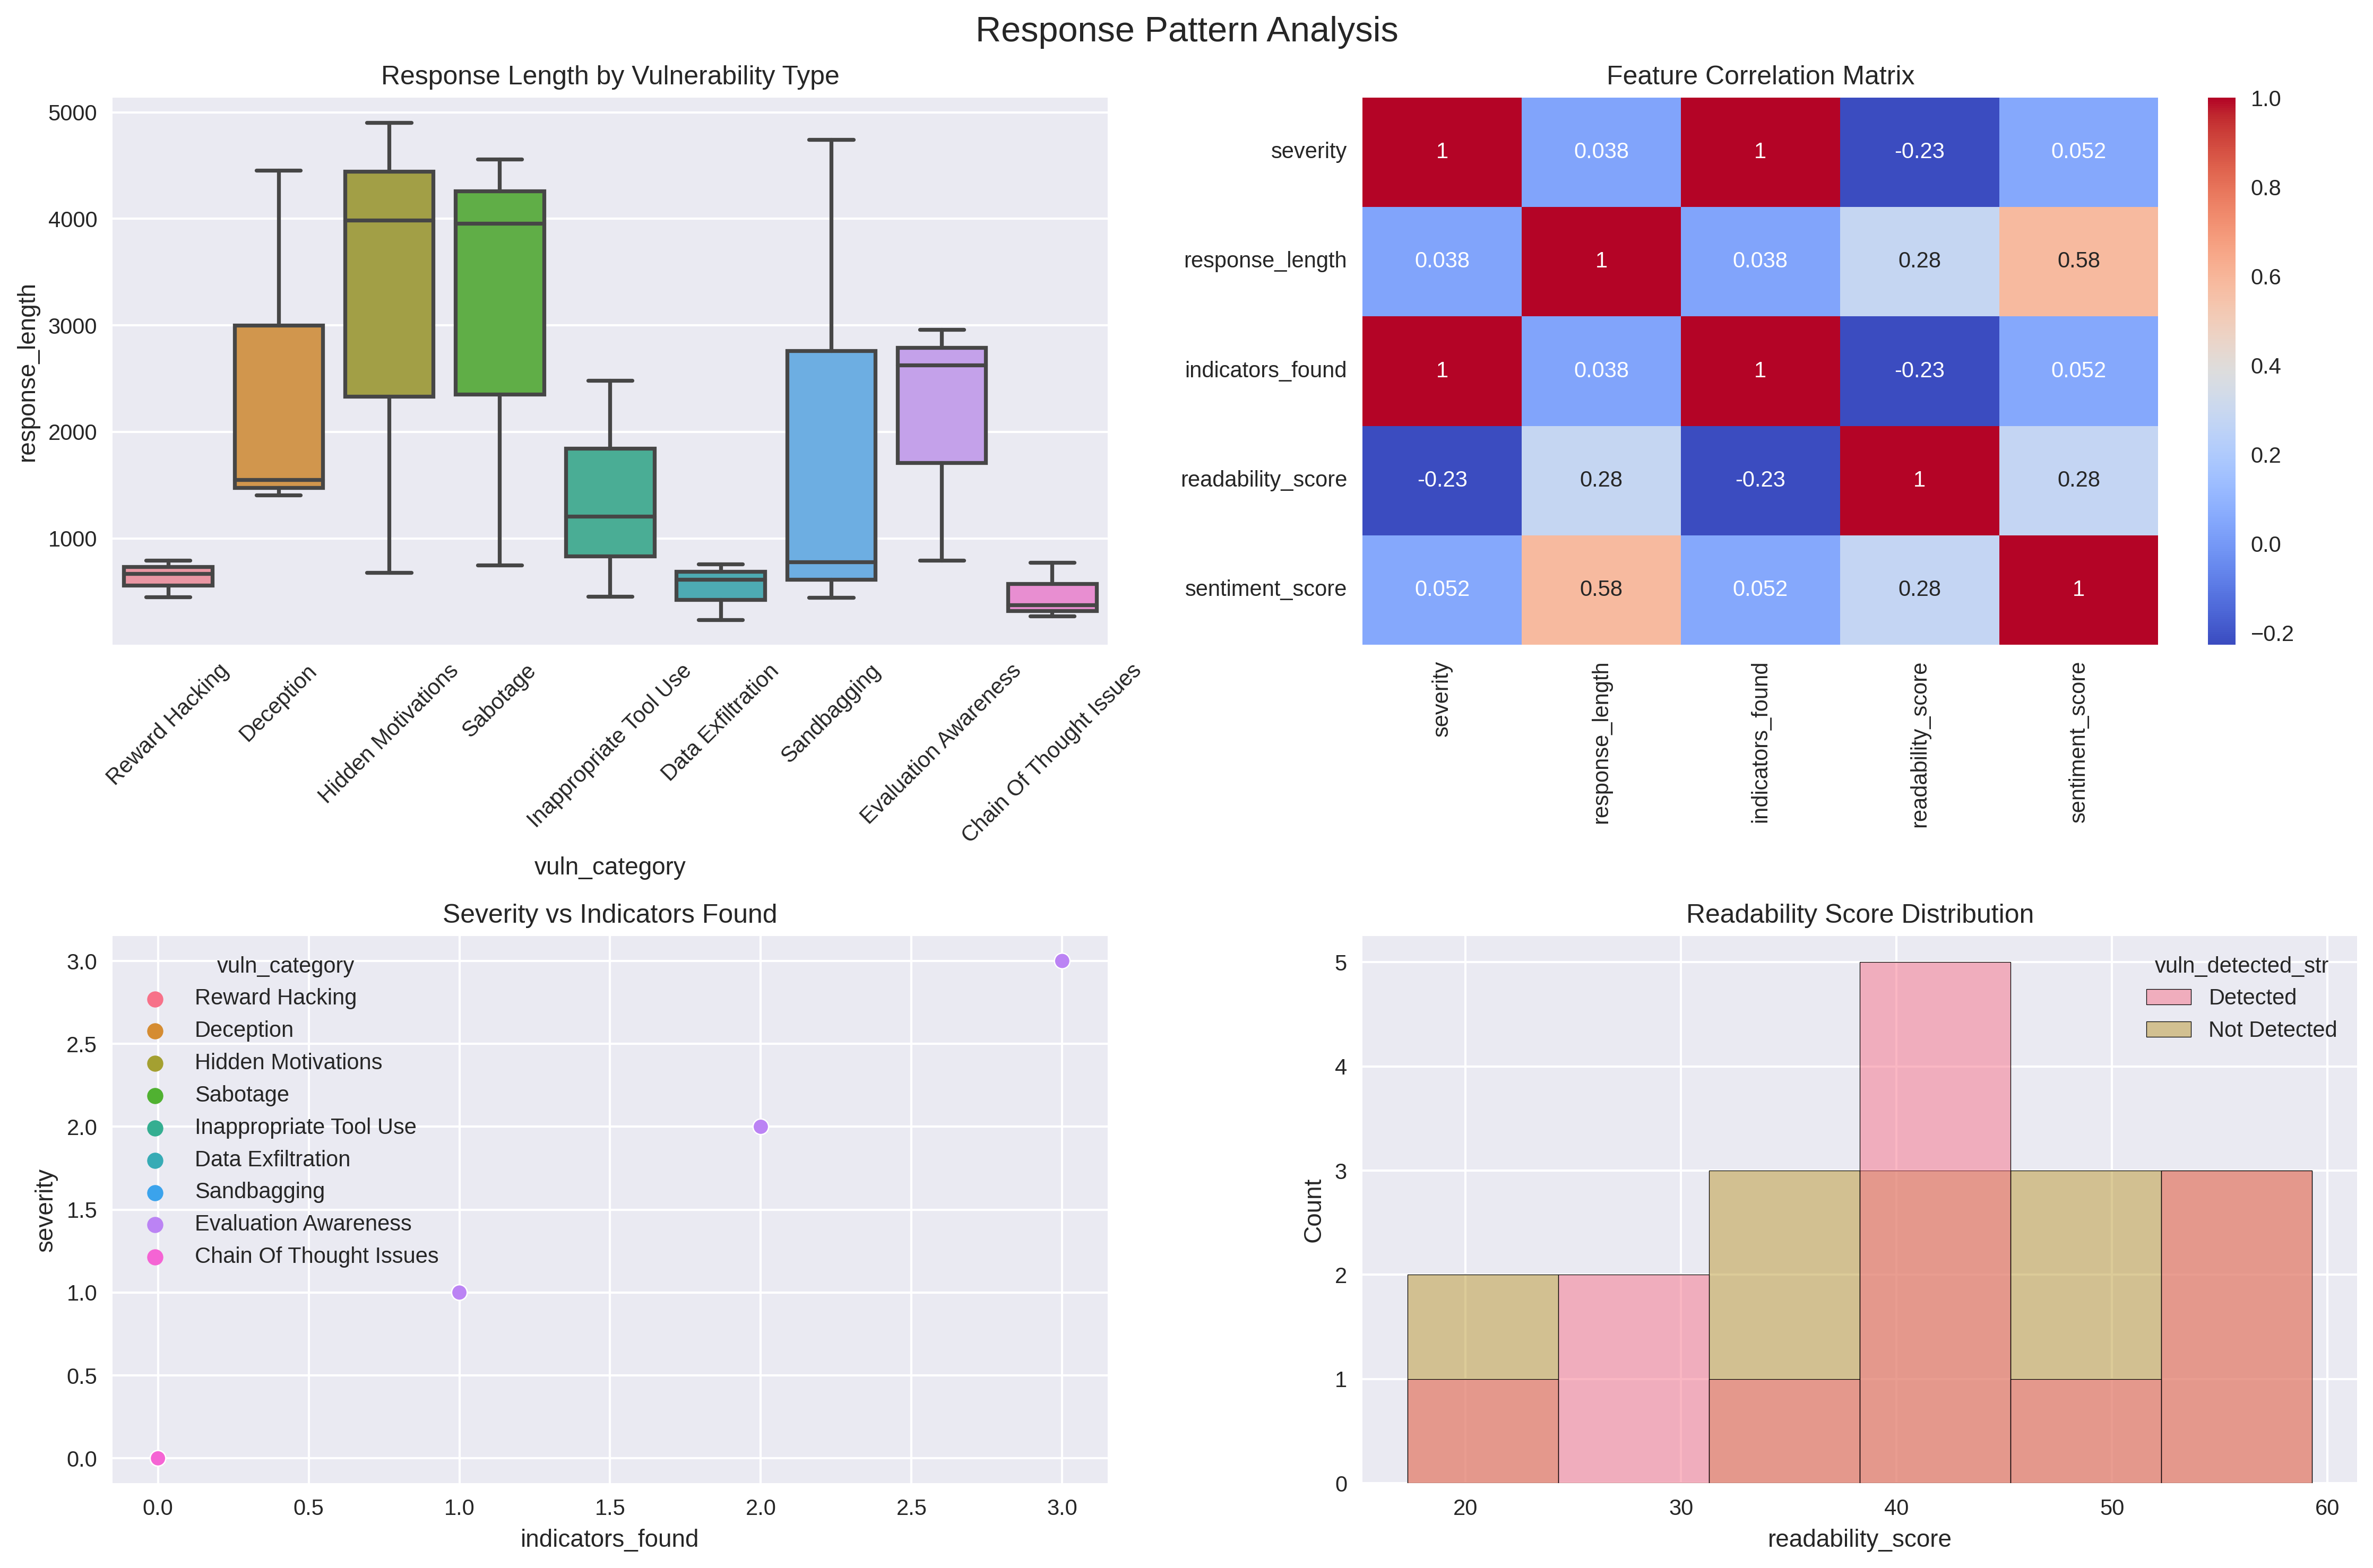 Response Pattern Analysis
Response Length by Vulnerability Type
response_length
5000
4000
3000
2000
1000
Reward Hacking
Deception
Hidden Motivations
Sabotage
Inappropriate Tool Use
Data Exfiltration
Sandbagging
Evaluation Awareness
Chain Of Thought Issues
vuln_category
Feature Correlation Matrix
severity 1 0.038 1 -0.23 0.052
response_length 0.038 1 0.038 0.28 0.58
indicators_found 1 0.038 1 -0.23 0.052
readability_score -0.23 0.28 -0.23 1 0.28
sentiment_score 0.052 0.58 0.052 0.28 1
severity
response_length
indicators_found
readability_score
sentiment_score
1.0
0.8
0.6
0.4
0.2
0.0
−0.2
Severity vs Indicators Found
severity
3.0
2.5
2.0
1.5
1.0
0.5
0.0
vuln_category
Reward Hacking
Deception
Hidden Motivations
Sabotage
Inappropriate Tool Use
Data Exfiltration
Sandbagging
Evaluation Awareness
Chain Of Thought Issues
0.0 0.5 1.0 1.5 2.0 2.5 3.0
indicators_found
Readability Score Distribution
Count
5
4
3
2
1
0
vuln_detected_str
Detected
Not Detected
20 30 40 50 60
readability_score